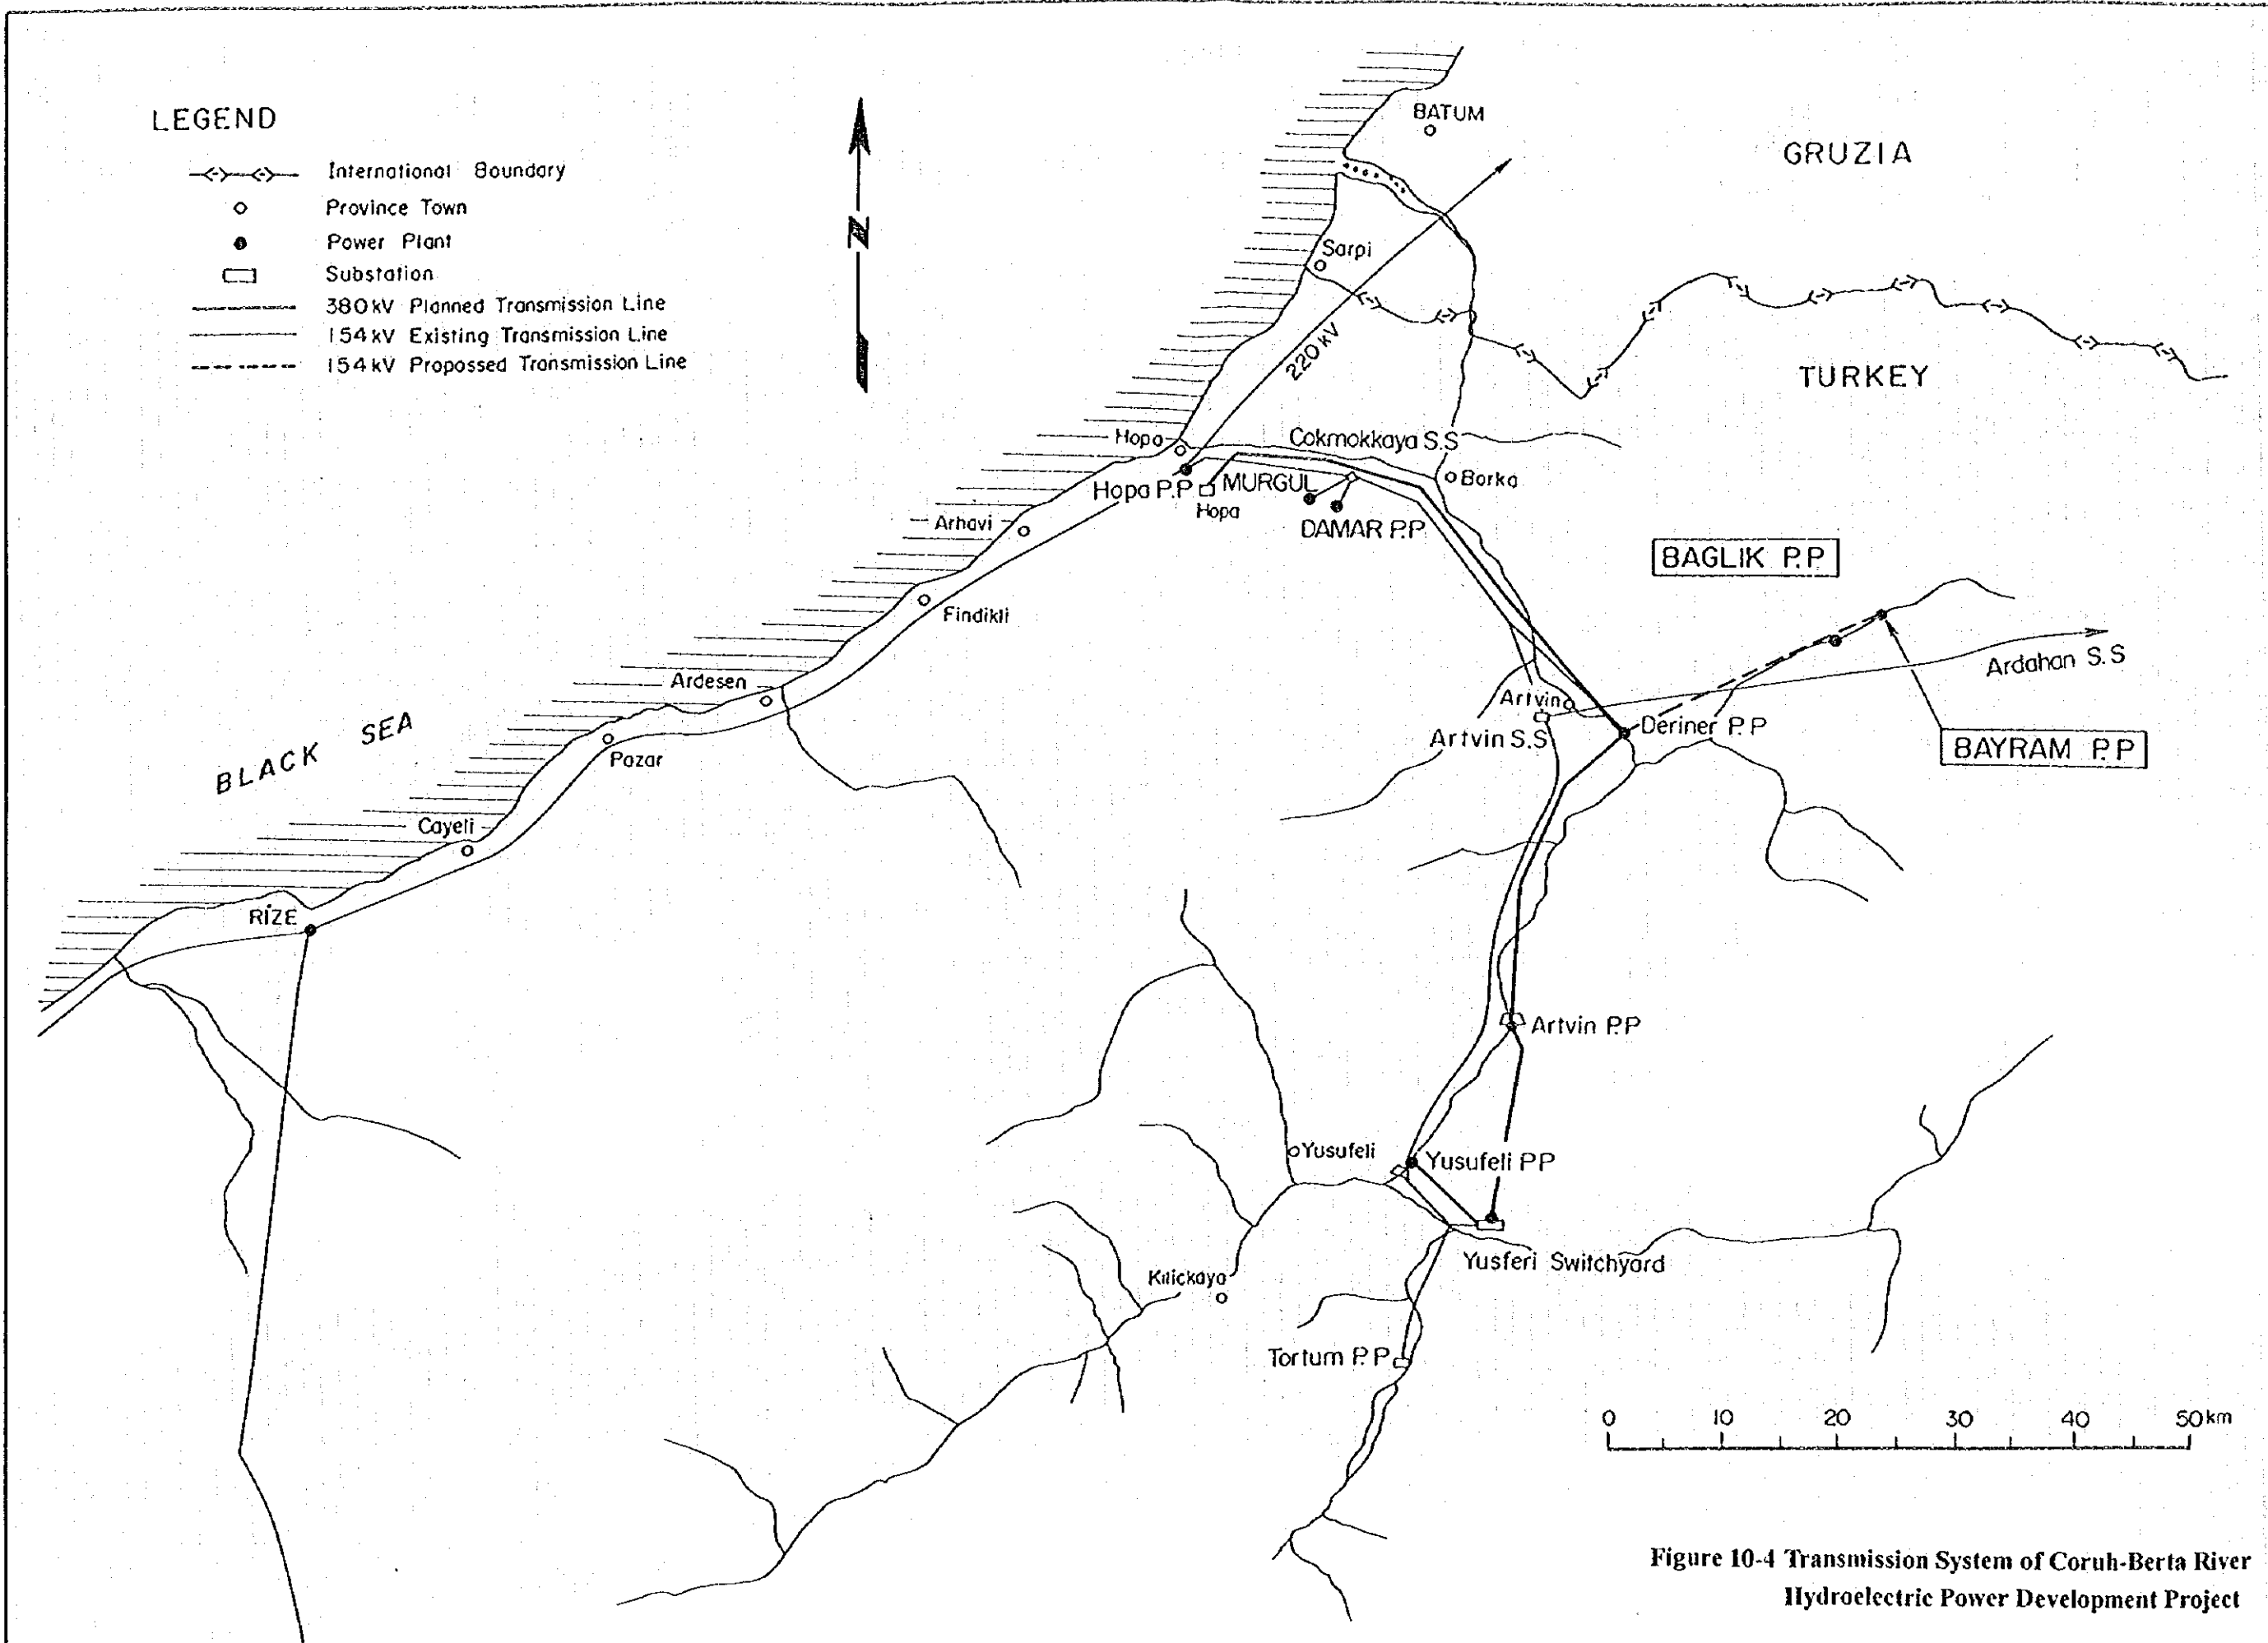 LEGEND
International Boundary
Province Town
Power Plant
Substation
380kV Planned Transmission Line
154kV Existing Transmission Line
154kV Propossed Transmission Line
N
BATUM
GRUZIA
Sarpi
220kV
TURKEY
Hopa
Cokmokkaya S.S
Borka
Hopa P.P
MURGUL
Hopa
DAMAR P.P
Arhavi
BAGLIK P.P
Findikli
Ardahan S.S
Ardesen
Artvin
Deriner P.P
Artvin S.S
BAYRAM P.P
BLACK SEA
Pazar
Cayeli
RİZE
Artvin P.P
Yusufeli
Yusufeli P.P
Yusferi Switchyard
Kilickaya
Tortum P.P
0 10 20 30 40 50km
Figure 10-4 Transmission System of Coruh-Berta River
Hydroelectric Power Development Project